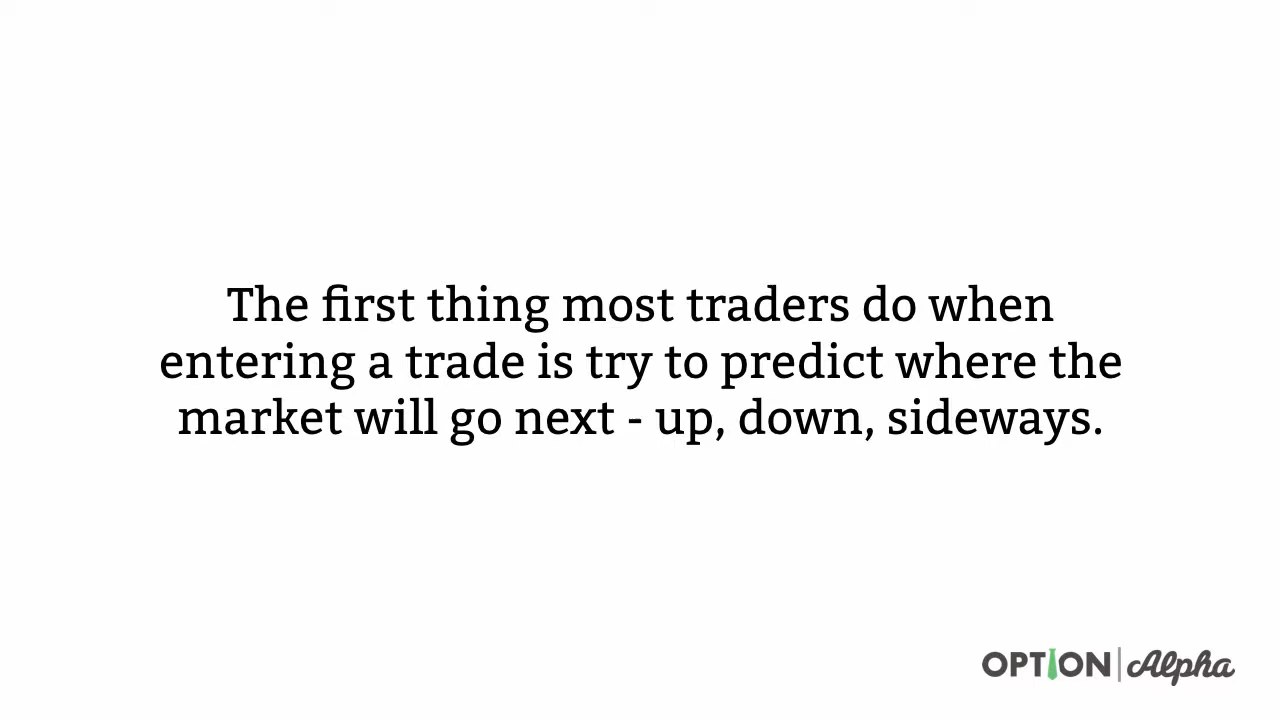 The first thing most traders do when
entering a trade is try to predict where the
market will go next - up, down, sideways.
OPTION | Alpha